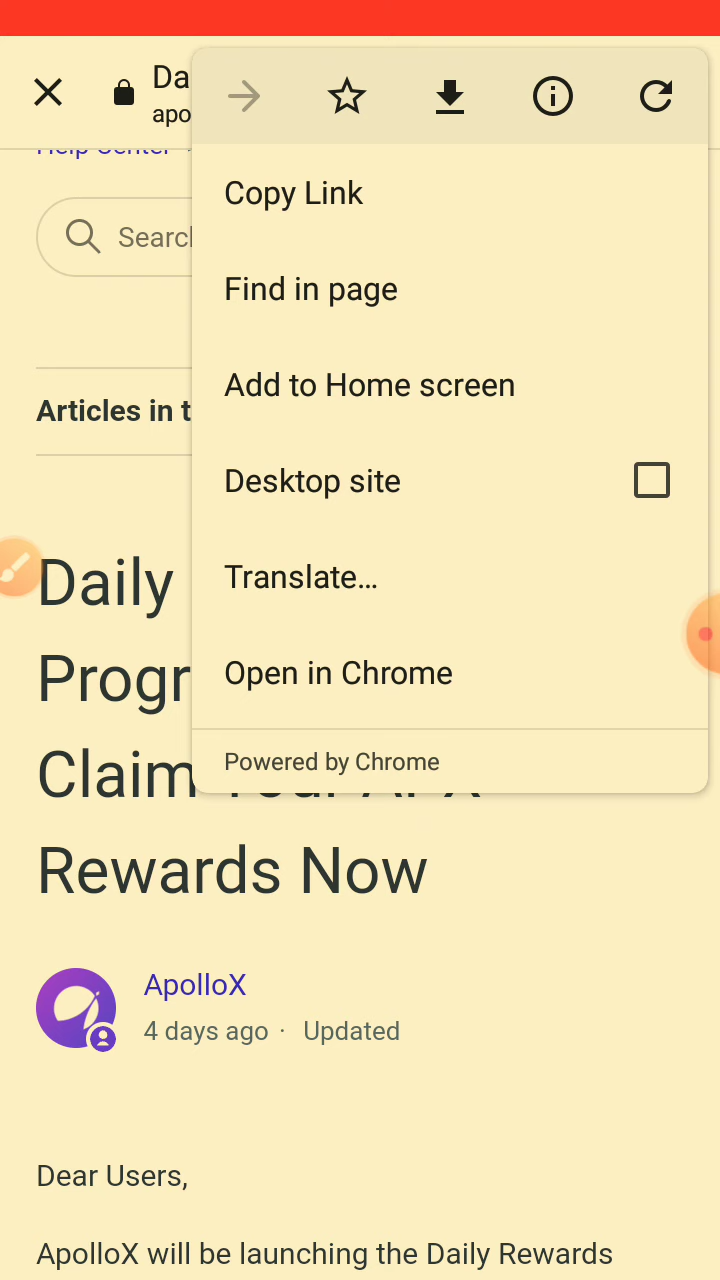 Da
apo
Help Center
Copy Link
Find in page
Add to Home screen
Desktop site
Translate...
Open in Chrome
Powered by Chrome
Articles in t
Daily
Progr
Claim Your APX
Rewards Now
ApolloX
4 days ago · Updated
Dear Users,
ApolloX will be launching the Daily Rewards